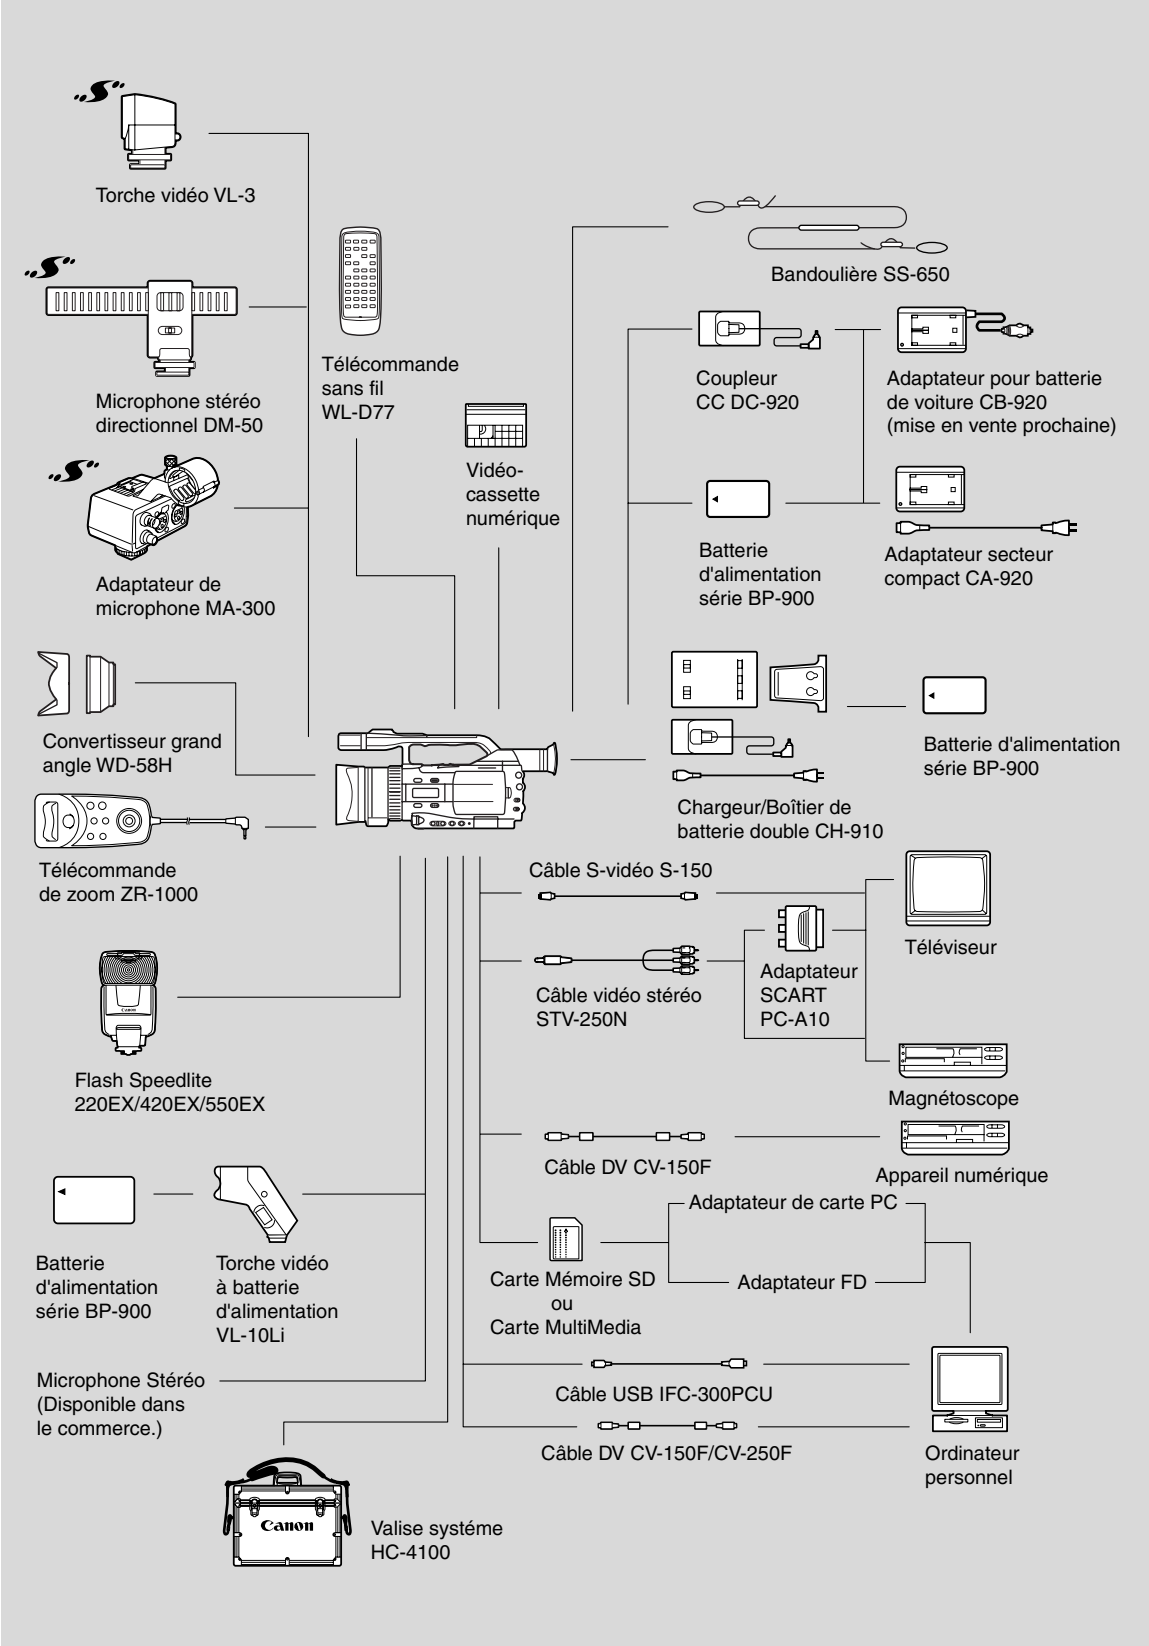 Torche vidéo VL-3
Microphone stéréo
directionnel DM-50
Adaptateur de
microphone MA-300
Télécommande
sans fil
WL-D77
Vidéo-
cassette
numérique
Bandoulière SS-650
Coupleur
CC DC-920
Adaptateur pour batterie
de voiture CB-920
(mise en vente prochaine)
Batterie
d'alimentation
série BP-900
Adaptateur secteur
compact CA-920
Convertisseur grand
angle WD-58H
Batterie d'alimentation
série BP-900
Chargeur/Boîtier de
batterie double CH-910
Télécommande
de zoom ZR-1000
Câble S-vidéo S-150
Téléviseur
Adaptateur
SCART
PC-A10
Câble vidéo stéréo
STV-250N
Canon
Flash Speedlite
220EX/420EX/550EX
Magnétoscope
Câble DV CV-150F
Appareil numérique
Adaptateur de carte PC
Batterie
d'alimentation
série BP-900
Torche vidéo
à batterie
d'alimentation
VL-10Li
Carte Mémoire SD
ou
Carte MultiMedia
Adaptateur FD
Microphone Stéréo
(Disponible dans
le commerce.)
Câble USB IFC-300PCU
Câble DV CV-150F/CV-250F
Ordinateur
personnel
Canon
Valise systéme
HC-4100